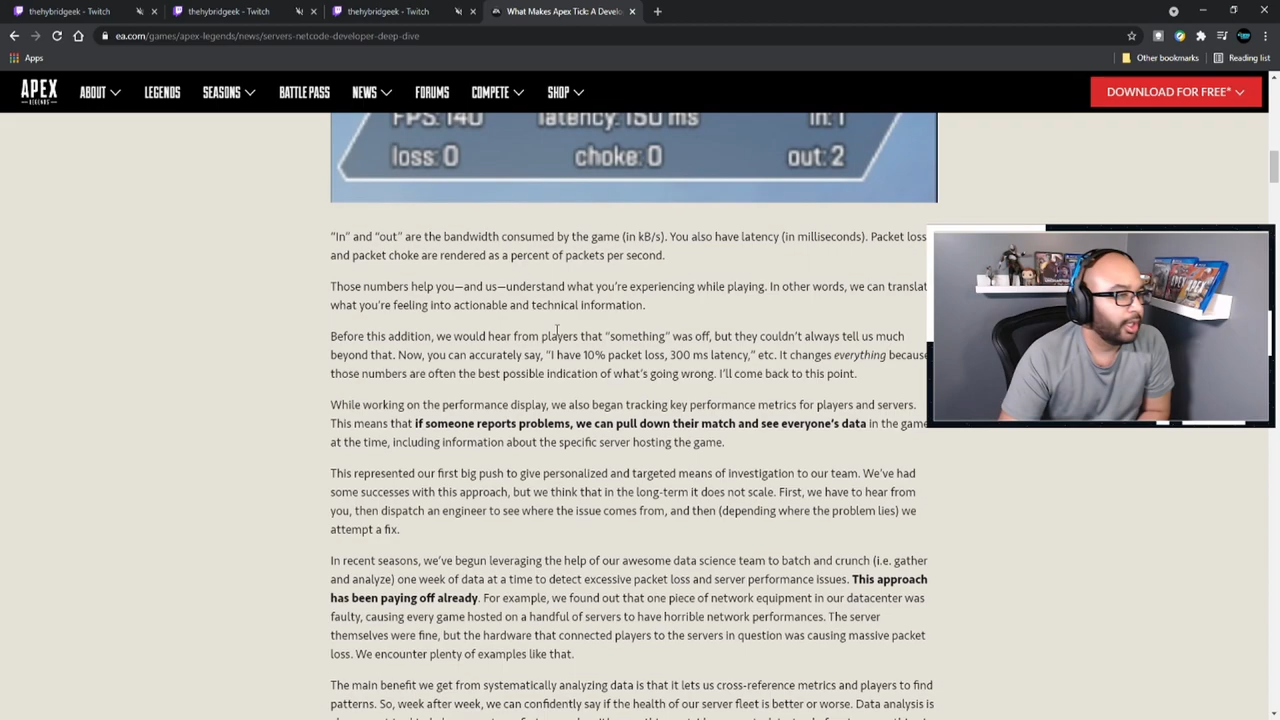 thehybridgeek - Twitch
thehybridgeek - Twitch
thehybridgeek - Twitch
What Makes Apex Tick: A Develo
ea.com/games/apex-legends/news/servers-netcode-developer-deep-dive
Apps
Other bookmarks
Reading list
APEX
LEGENDS
ABOUT
LEGENDS
SEASONS
BATTLE PASS
NEWS
FORUMS
COMPETE
SHOP
DOWNLOAD FOR FREE*
FPS: 140 latency: 150 ms in: 1
loss: 0 choke: 0 out: 2
“In” and “out” are the bandwidth consumed by the game (in kB/s). You also have latency (in milliseconds). Packet loss
and packet choke are rendered as a percent of packets per second.
Those numbers help you—and us—understand what you’re experiencing while playing. In other words, we can translat
what you’re feeling into actionable and technical information.
Before this addition, we would hear from players that “something” was off, but they couldn’t always tell us much
beyond that. Now, you can accurately say, “I have 10% packet loss, 300 ms latency,” etc. It changes everything becaus
those numbers are often the best possible indication of what’s going wrong. I’ll come back to this point.
While working on the performance display, we also began tracking key performance metrics for players and servers.
This means that if someone reports problems, we can pull down their match and see everyone’s data in the game
at the time, including information about the specific server hosting the game.
This represented our first big push to give personalized and targeted means of investigation to our team. We’ve had
some successes with this approach, but we think that in the long-term it does not scale. First, we have to hear from
you, then dispatch an engineer to see where the issue comes from, and then (depending where the problem lies) we
attempt a fix.
In recent seasons, we’ve begun leveraging the help of our awesome data science team to batch and crunch (i.e. gather
and analyze) one week of data at a time to detect excessive packet loss and server performance issues. This approach
has been paying off already. For example, we found out that one piece of network equipment in our datacenter was
faulty, causing every game hosted on a handful of servers to have horrible network performances. The server
themselves were fine, but the hardware that connected players to the servers in question was causing massive packet
loss. We encounter plenty of examples like that.
The main benefit we get from systematically analyzing data is that it lets us cross-reference metrics and players to find
patterns. So, week after week, we can confidently say if the health of our server fleet is better or worse. Data analysis is